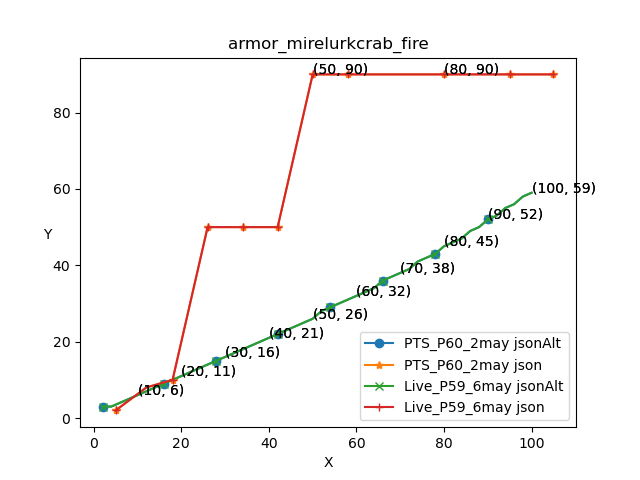 armor_mirelurkcrab_fire
(50, 90)
(80, 90)
80
(100, 59)
60
(90, 52)
Y
(80, 45)
40
(70, 38)
(60, 32)
(50, 26)
20
(40, 21)
(30, 16)
(20, 11)
(10, 6)
0
PTS_P60_2may jsonAlt
PTS_P60_2may json
Live_P59_6may jsonAlt
Live_P59_6may json
0 20 40 60 80 100
X